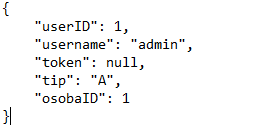 {
"userID": 1,
"username": "admin",
"token": null,
"tip": "A",
"osobaID": 1
}